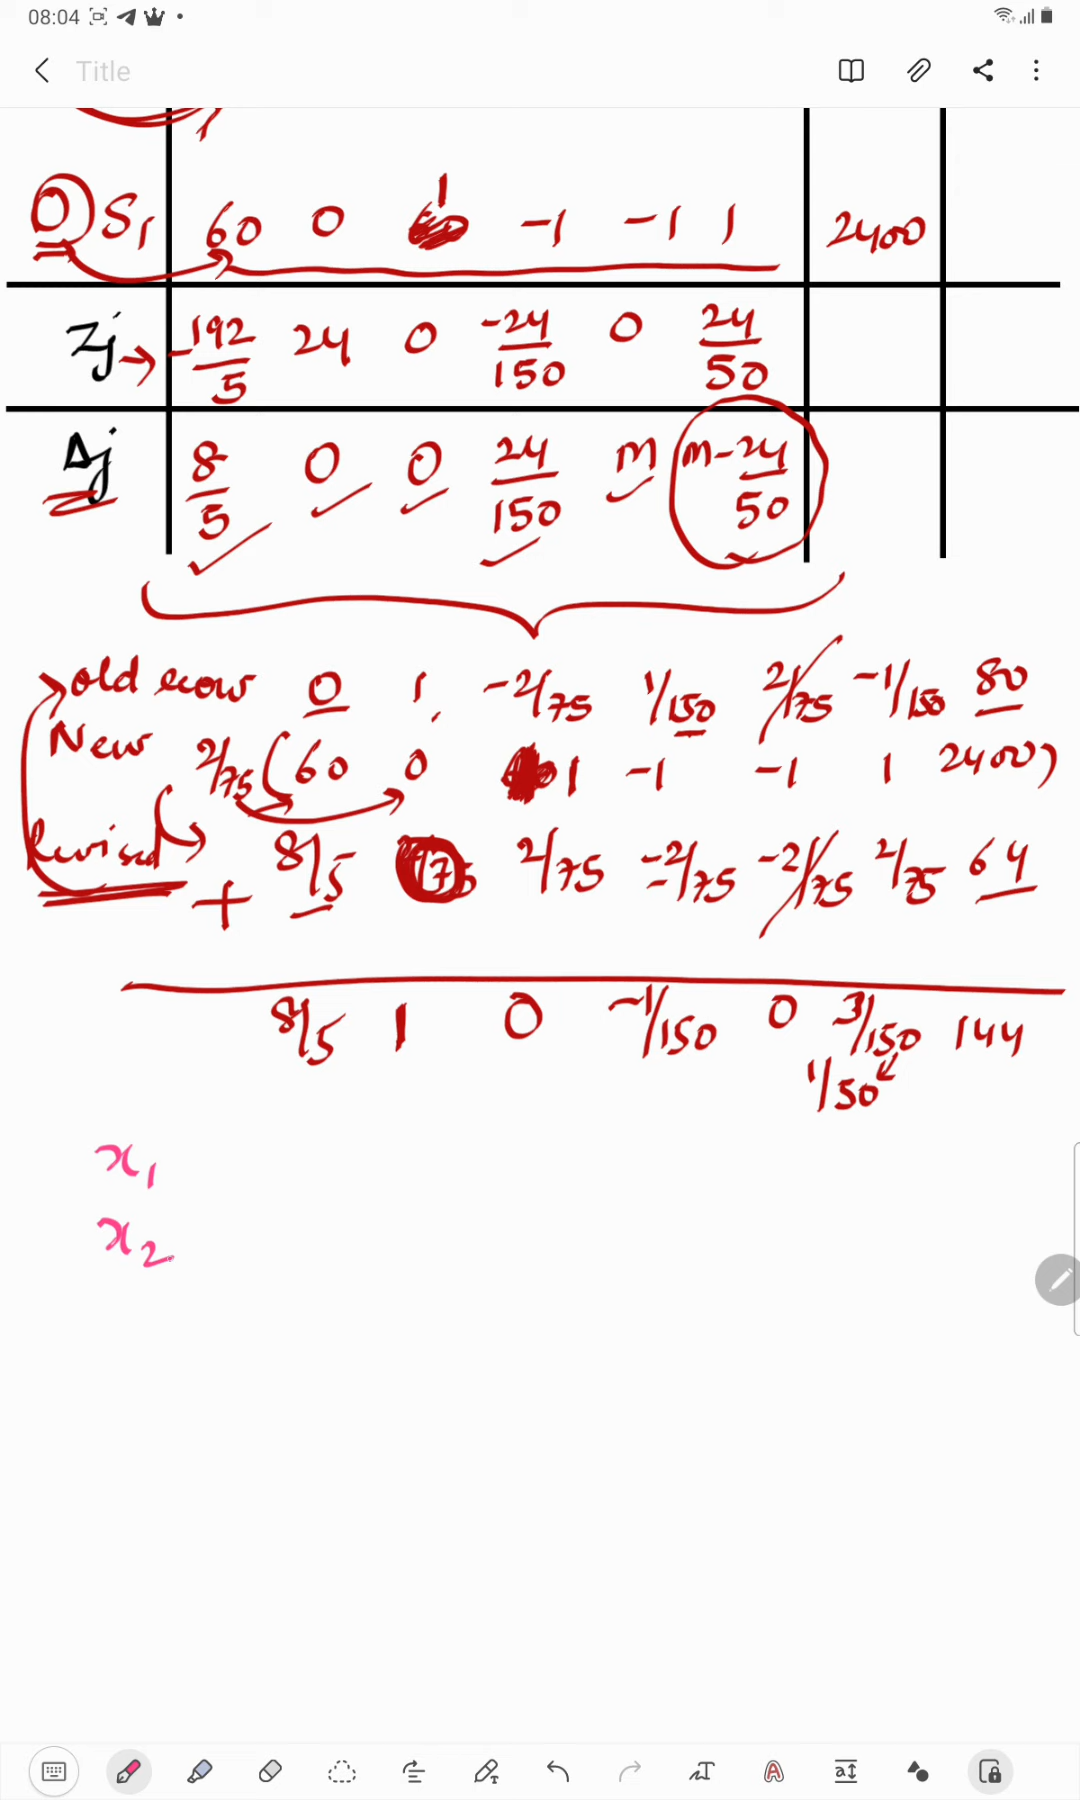 08:04
Title
0 S1 60 0 1 -1 -1 1 2400
Zj → -192/5 24 0 -24/150 0 24/50
Δj 8/5 0 0 24/150 M M-24/50
→ old row 0 1 -2/75 1/150 2/75 -1/150 80
New 2/75 (60 0 1 -1 -1 1 2400)
Revised + 8/5 2/75 -2/75 -2/75 2/75 64
8/5 1 0 -1/150 0 3/150 144
1/50
x1
x2